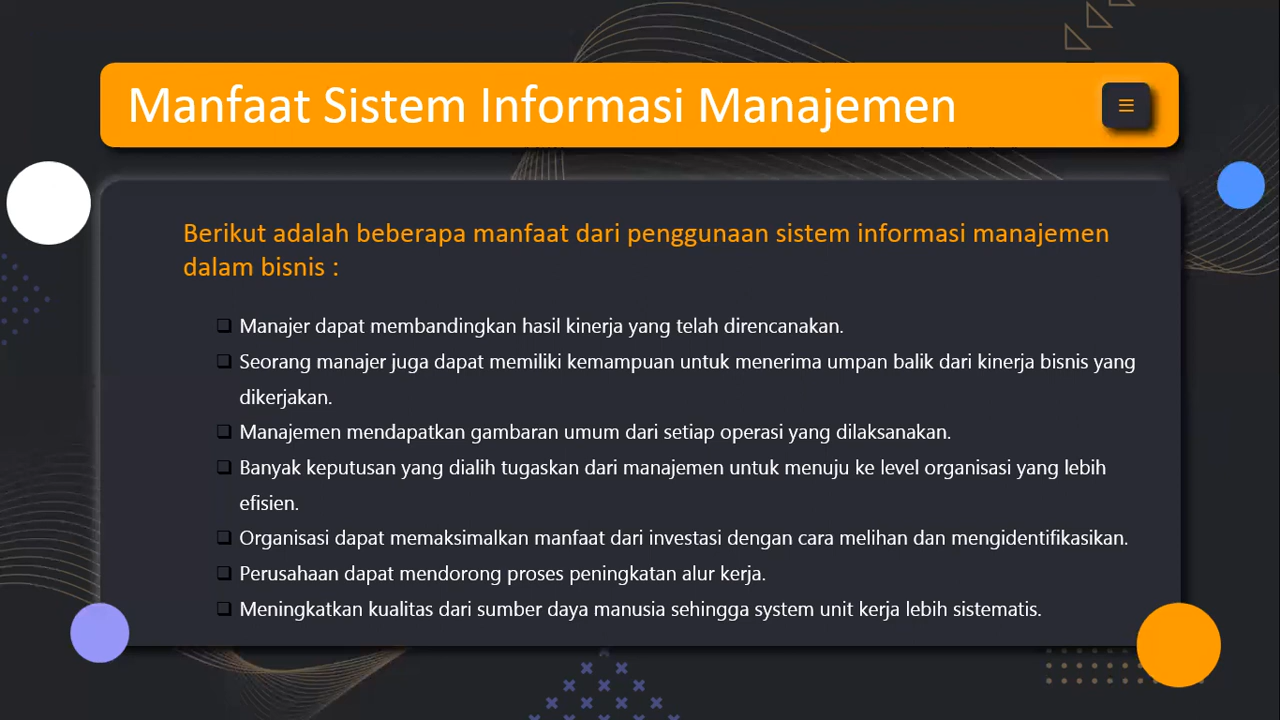 Manfaat Sistem Informasi Manajemen
Berikut adalah beberapa manfaat dari penggunaan sistem informasi manajemen
dalam bisnis :
Manajer dapat membandingkan hasil kinerja yang telah direncanakan.
Seorang manajer juga dapat memiliki kemampuan untuk menerima umpan balik dari kinerja bisnis yang
dikerjakan.
Manajemen mendapatkan gambaran umum dari setiap operasi yang dilaksanakan.
Banyak keputusan yang dialih tugaskan dari manajemen untuk menuju ke level organisasi yang lebih
efisien.
Organisasi dapat memaksimalkan manfaat dari investasi dengan cara melihan dan mengidentifikasikan.
Perusahaan dapat mendorong proses peningkatan alur kerja.
Meningkatkan kualitas dari sumber daya manusia sehingga system unit kerja lebih sistematis.